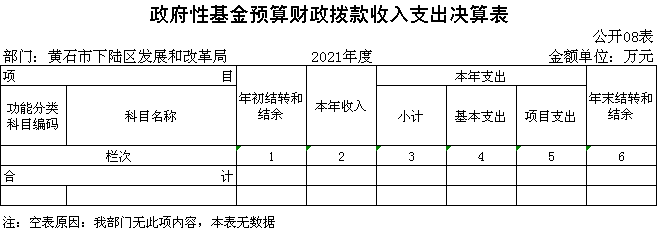 政府性基金预算财政拨款收入支出决算表
公开08表
部门：黄石市下陆区发展和改革局 2021年度 金额单位：万元
项 目 年初结转和结余 本年收入 本年支出 年末结转和结余
功能分类科目编码 科目名称 小计 基本支出 项目支出
栏次 1 2 3 4 5 6
合 计
注：空表原因：我部门无此项内容，本表无数据